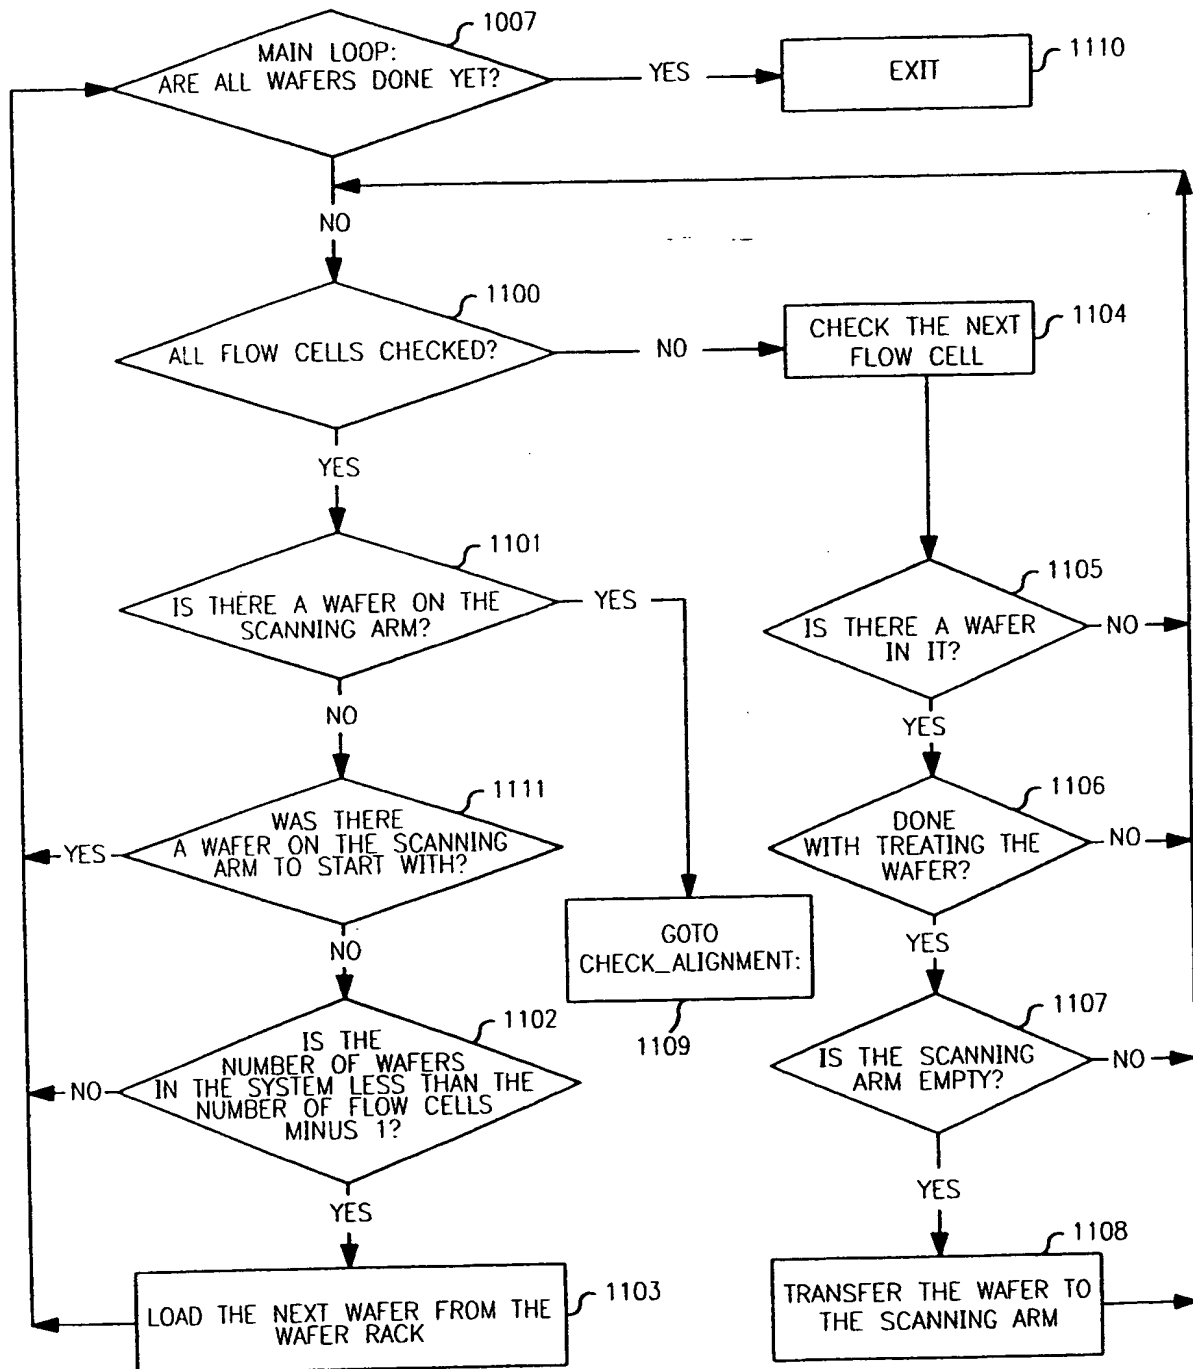 1007
MAIN LOOP:
ARE ALL WAFERS DONE YET?
YES
EXIT
1110
NO
1100
ALL FLOW CELLS CHECKED?
NO
CHECK THE NEXT
FLOW CELL
1104
YES
1101
IS THERE A WAFER ON THE
SCANNING ARM?
YES
1105
IS THERE A WAFER
IN IT?
NO
NO
YES
1111
WAS THERE
A WAFER ON THE SCANNING
ARM TO START WITH?
YES
1106
DONE
WITH TREATING THE
WAFER?
NO
GOTO
CHECK_ALIGNMENT:
1109
NO
YES
1102
IS THE
NUMBER OF WAFERS
IN THE SYSTEM LESS THAN THE
NUMBER OF FLOW CELLS
MINUS 1?
NO
1107
IS THE SCANNING
ARM EMPTY?
NO
YES
YES
1103
LOAD THE NEXT WAFER FROM THE
WAFER RACK
1108
TRANSFER THE WAFER TO
THE SCANNING ARM